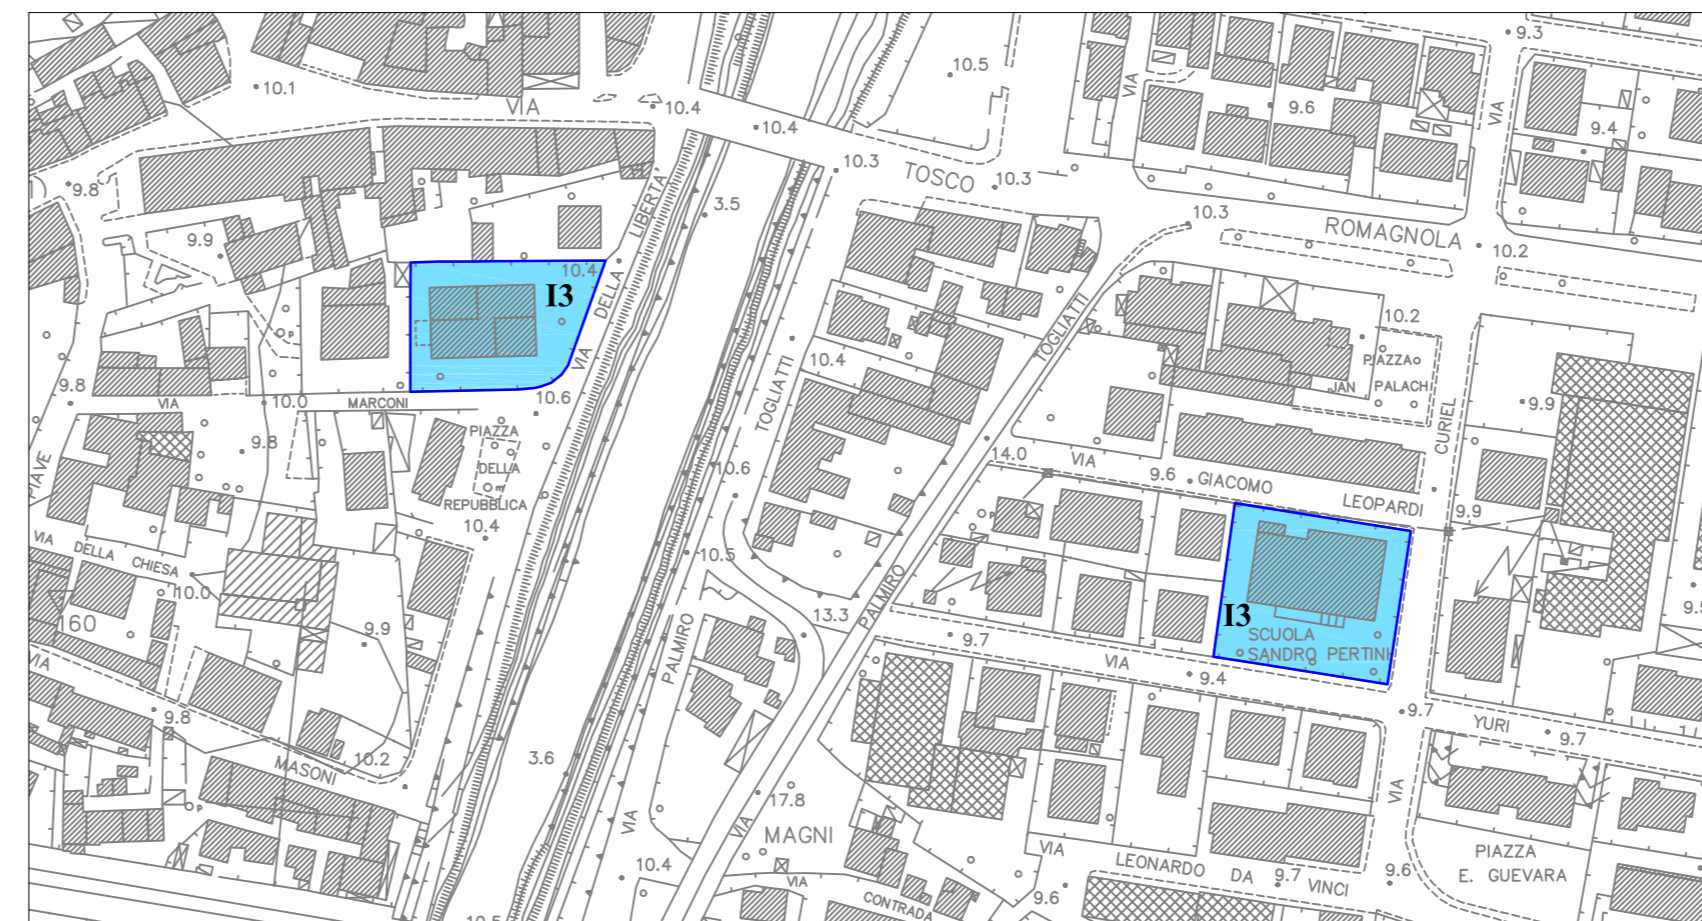 10.1
VIA
10.4
10.4
10.5
VIA
9.6
9.3
VIA
9.4
9.8
9.9
LIBERTA'
3.5
10.3
TOSCO
10.3
10.3
ROMAGNOLA
10.2
10.4
I3
DELLA
VIA
TOGLIATTI
10.4
TOGLIATTI
10.2
PIAZZA
JAN PALACH
9.9
CURIEL
9.8
VIA
10.0
MARCONI
10.6
P
9.8
PIAVE
PIAZZA
DELLA
REPUBBLICA
10.4
10.6
14.0
VIA
9.6
GIACOMO
LEOPARDI
9.9
P
VIA DELLA CHIESA
10.0
160
9.9
10.5
13.3
PALMIRO
PALMIRO
9.7
I3
SCUOLA
SANDRO PERTINI
9.5
VIA
9.4
VIA
9.8
MASONI
10.2
P
3.6
17.8
VIA
VIA
MAGNI
10.4
VIA
CONTRADA
9.7
YURI
9.7
VIA
VIA
LEONARDO DA VINCI
9.7
9.6
9.6
PIAZZA
E. GUEVARA
10.5